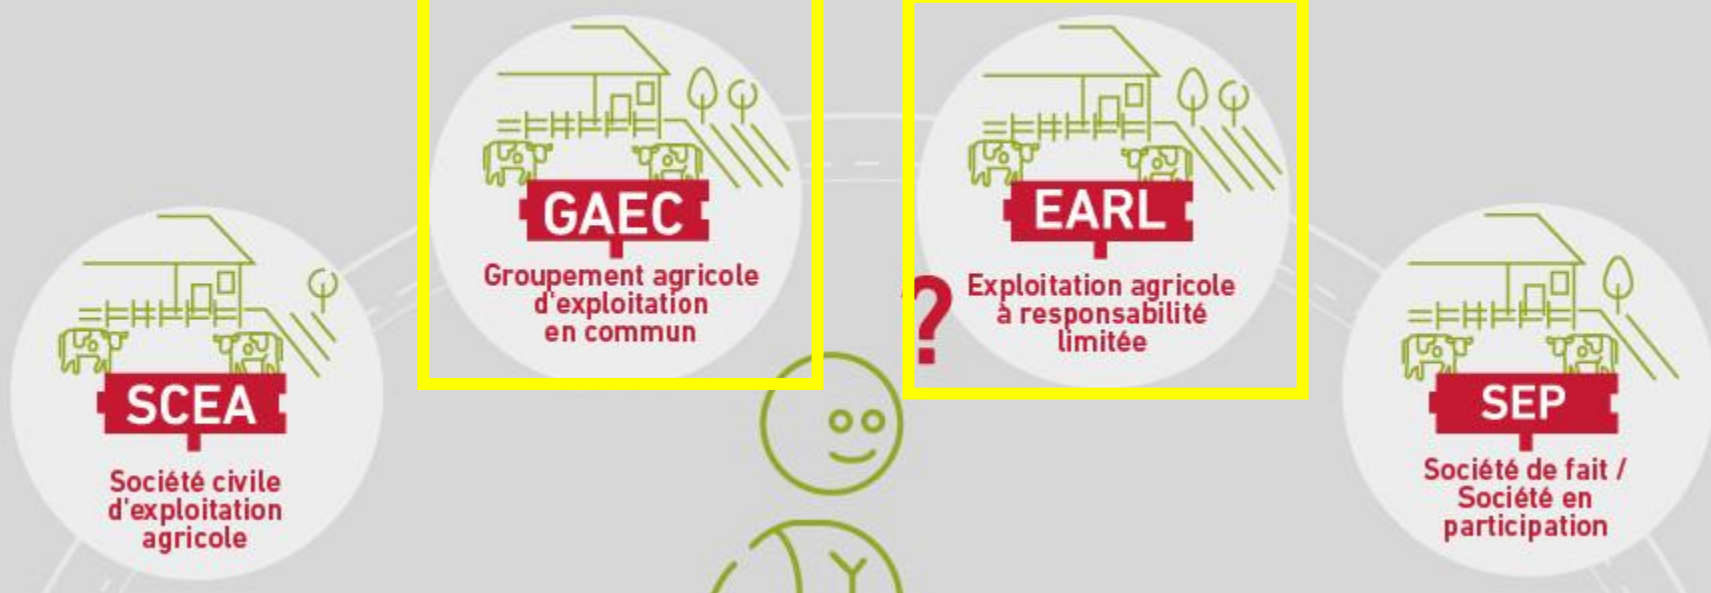 SCEA
Société civile
d'exploitation
agricole
GAEC
Groupement agricole
d'exploitation
en commun
?
EARL
Exploitation agricole
à responsabilité
limitée
SEP
Société de fait /
Société en
participation